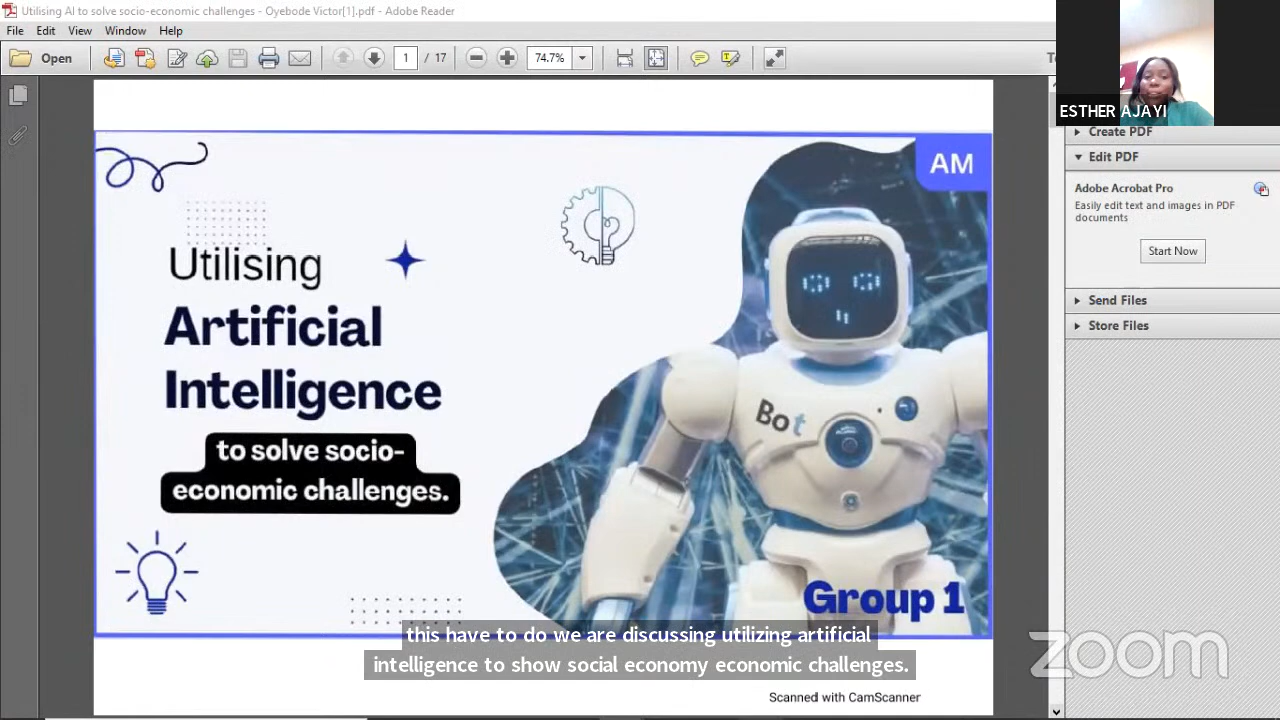 Utilising AI to solve socio-economic challenges - Oyebode Victor[1].pdf - Adobe Reader
File Edit View Window Help
Open
1 / 17
74.7%
ESTHER AJAYI
Create PDF
Edit PDF
Adobe Acrobat Pro
Easily edit text and images in PDF
documents
Start Now
Send Files
Store Files
AM
Utilising
Artificial
Intelligence
to solve socio-
economic challenges.
Bot
Group 1
this have to do we are discussing utilizing artificial
intelligence to show social economy economic challenges.
zoom
Scanned with CamScanner